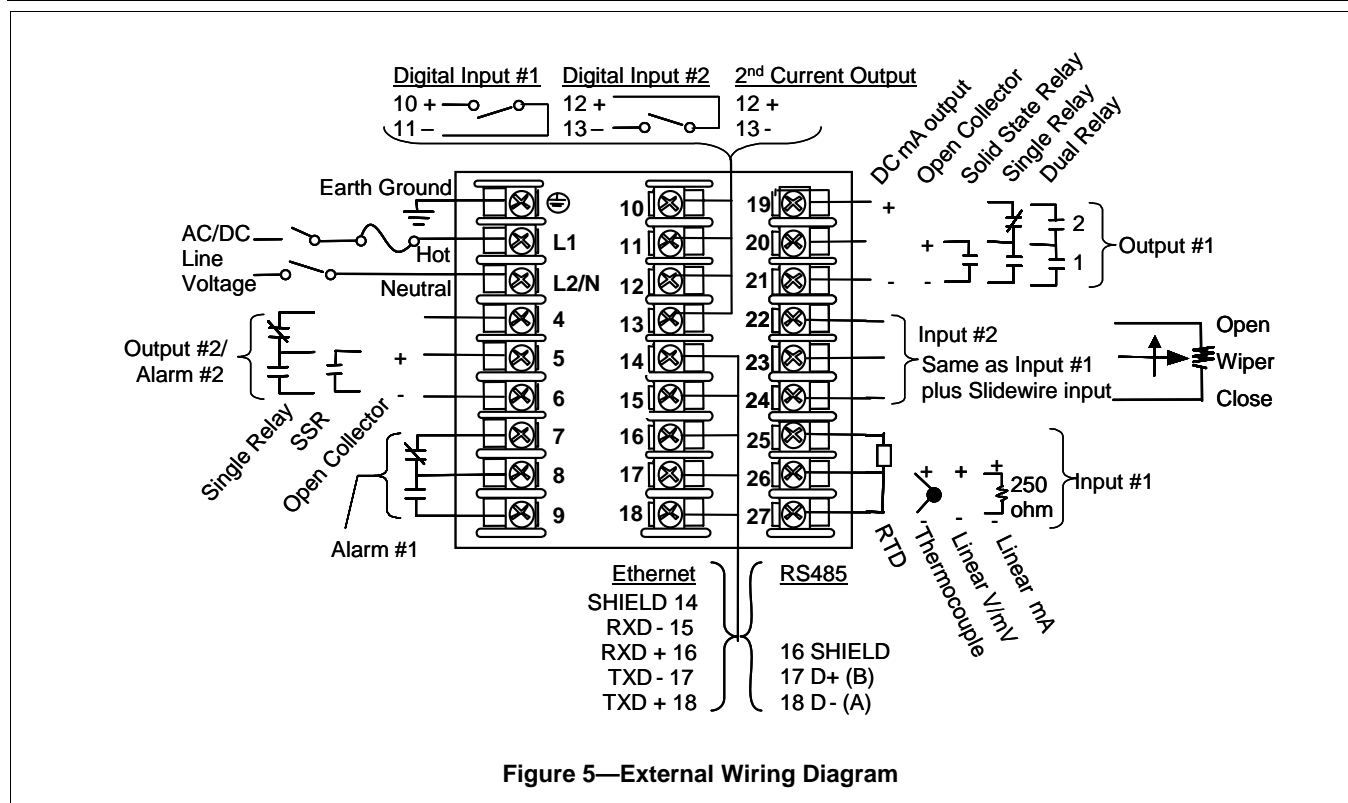 Digital Input #1
10 +
11 –
Digital Input #2
12 +
13 –
2nd Current Output
12 +
13 -
DC mA output
Open Collector
Solid State Relay
Single Relay
Dual Relay
Earth Ground
AC/DC
Line
Voltage
Hot
Neutral
L1
L2/N
4
5
6
7
8
9
10
11
12
13
14
15
16
17
18
19
20
21
22
23
24
25
26
27
+
+
-
-
2
1
Output #1
Output #2/
Alarm #2
+
-
Single Relay
SSR
Open Collector
Alarm #1
Input #2
Same as Input #1
plus Slidewire input
Open
Wiper
Close
+
+
+
250
ohm
-
-
-
Input #1
RTD
Thermocouple
Linear V/mV
Linear mA
Ethernet
SHIELD 14
RXD - 15
RXD + 16
TXD - 17
TXD + 18
RS485
16 SHIELD
17 D+ (B)
18 D - (A)
Figure 5—External Wiring Diagram